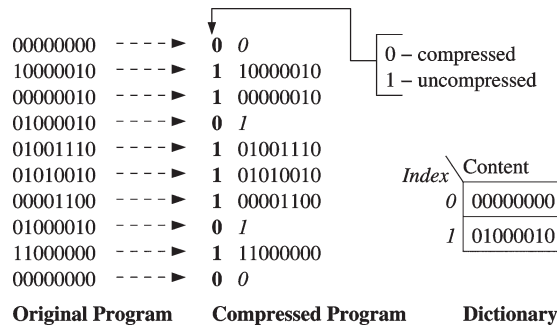 00000000 0 0
10000010 1 10000010
00000010 1 00000010
01000010 0 1
01001110 1 01001110
01010010 1 01010010
00001100 1 00001100
01000010 0 1
11000000 1 11000000
00000000 0 0
0 – compressed
1 – uncompressed
Index Content
0 00000000
1 01000010
Original Program Compressed Program Dictionary